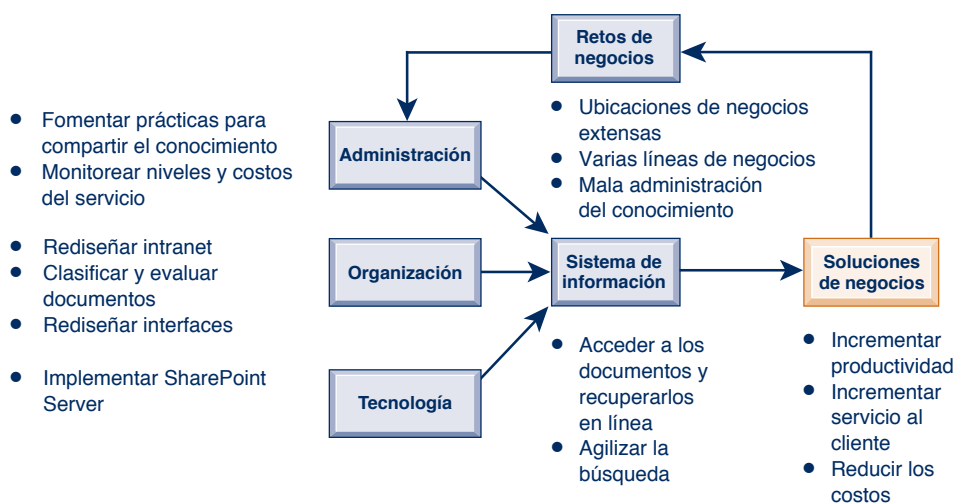 Retos de
negocios
● Ubicaciones de negocios
extensas
● Varias líneas de negocios
● Mala administración
del conocimiento
● Fomentar prácticas para
compartir el conocimiento
● Monitorear niveles y costos
del servicio
Administración
● Rediseñar intranet
● Clasificar y evaluar
documentos
● Rediseñar interfaces
Organización
● Implementar SharePoint
Server
Tecnología
Sistema de
información
● Acceder a los
documentos y
recuperarlos
en línea
● Agilizar la
búsqueda
Soluciones
de negocios
● Incrementar
productividad
● Incrementar
servicio al
cliente
● Reducir los
costos